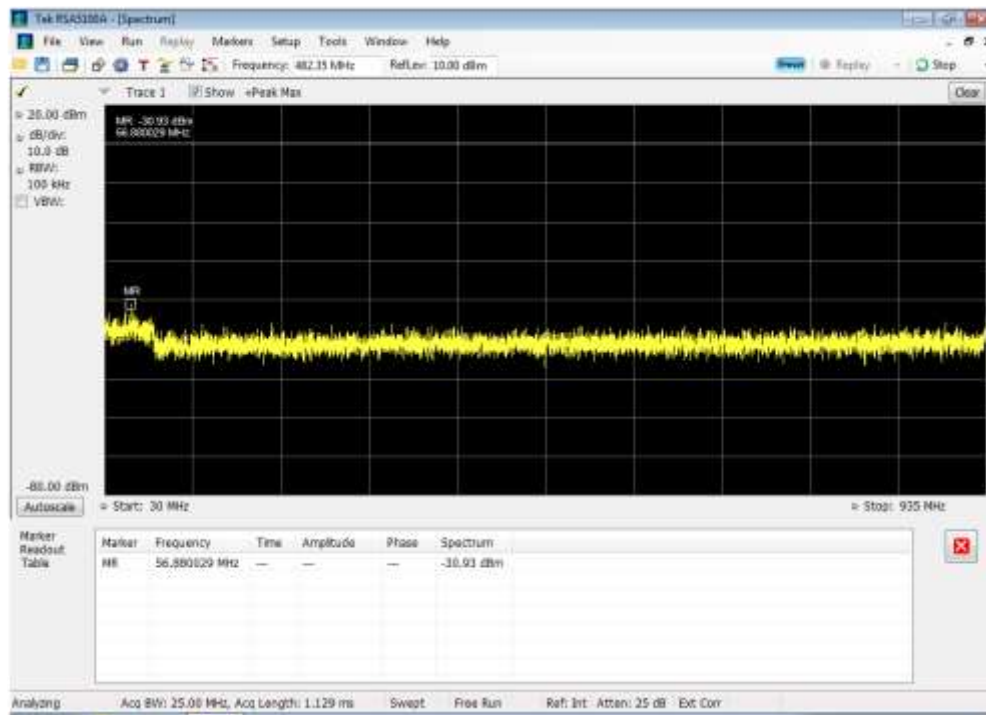 Tek RSA5100A - [Spectrum]
File View Run Replay Markers Setup Tools Window Help
Frequency: 482.35 MHz RefLev: 10.00 dBm Preset Replay Stop
Trace 1 Show +Peak Max Clear
20.00 dBm
dB/div:
10.0 dB
RBW:
100 kHz
VBW:
MR: -30.93 dBm
56.880029 MHz
MR
-80.00 dBm
Autoscale Start: 30 MHz Stop: 935 MHz
Marker Readout Table
Marker Frequency Time Amplitude Phase Spectrum
MR 56.880029 MHz --- --- --- -30.93 dBm
Analyzing Acq BW: 25.00 MHz, Acq Length: 1.129 ms Swept Free Run Ref: Int Atten: 25 dB Ext Corr